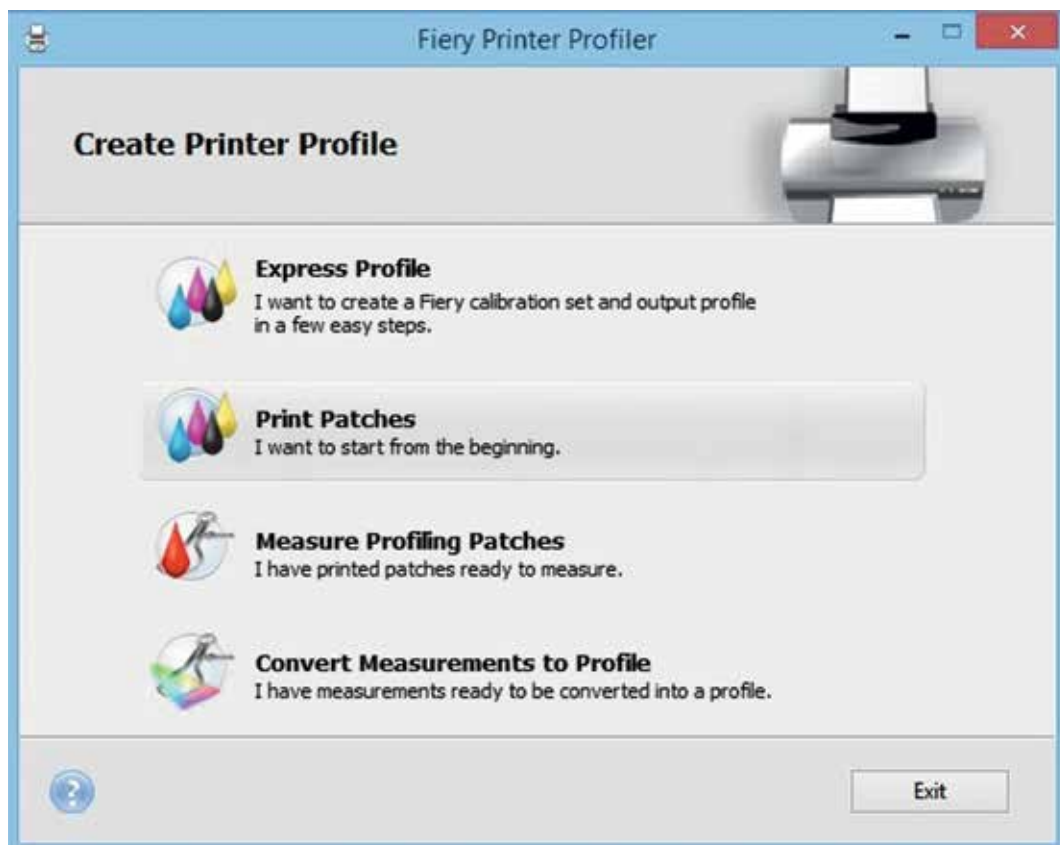 Fiery Printer Profiler
Create Printer Profile
Express Profile
I want to create a Fiery calibration set and output profile
in a few easy steps.
Print Patches
I want to start from the beginning.
Measure Profiling Patches
I have printed patches ready to measure.
Convert Measurements to Profile
I have measurements ready to be converted into a profile.
?
Exit